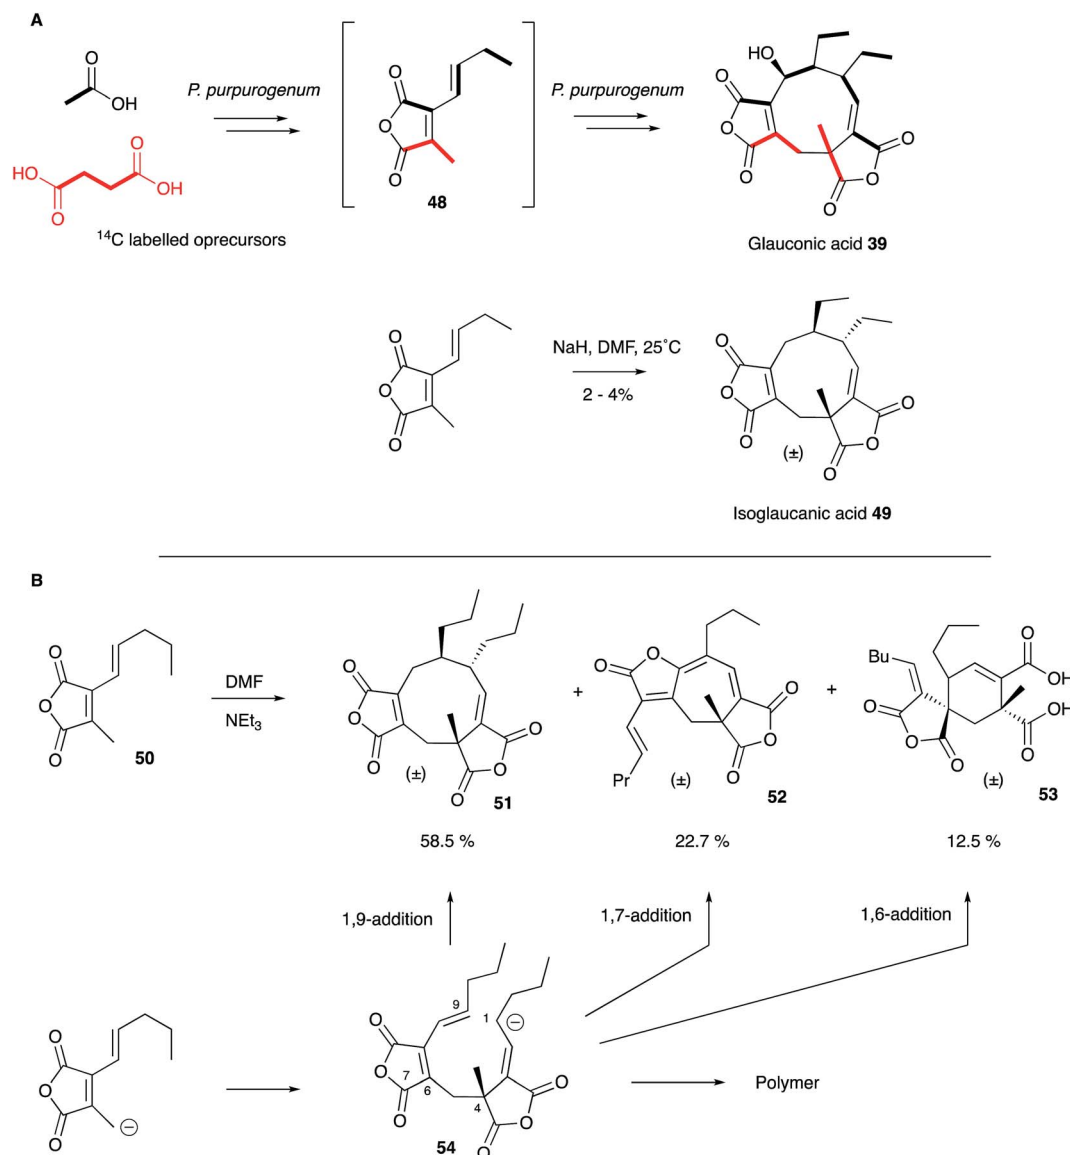 A
O
OH
O
HO
OH
O
14C labelled oprecursors
P. purpurogenum
O
O
O
48
P. purpurogenum
HO
O
O
O
O
O
O
Glauconic acid 39
O
O
O
NaH, DMF, 25˚C
2 - 4%
O
O
O
O
O
O
(±)
Isoglaucanic acid 49
B
O
O
O
50
DMF
NEt3
O
O
O
O
O
O
(±)
51
58.5 %
+
O
O
O
O
O
Pr
(±)
52
22.7 %
+
Bu
O
OH
O
OH
O
O
O
(±)
53
12.5 %
1,9-addition
1,7-addition
1,6-addition
O
O
O
−
9
1
−
O
O
7
6
O
4
O
O
O
54
Polymer